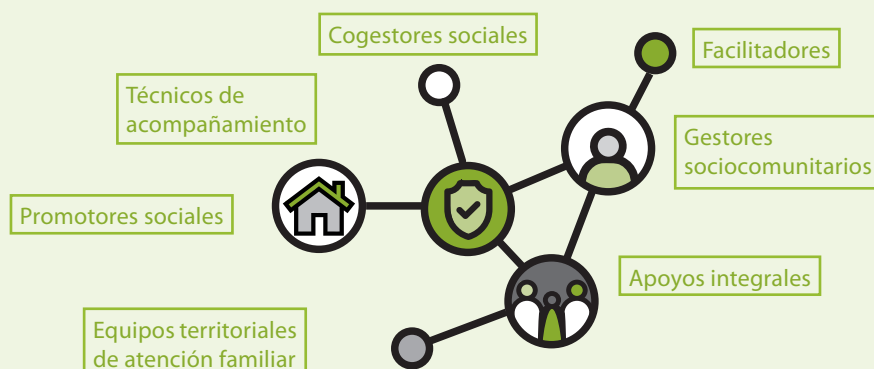 Cogestores sociales
Facilitadores
Técnicos de
acompañamiento
Gestores
sociocomunitarios
Promotores sociales
Apoyos integrales
Equipos territoriales
de atención familiar